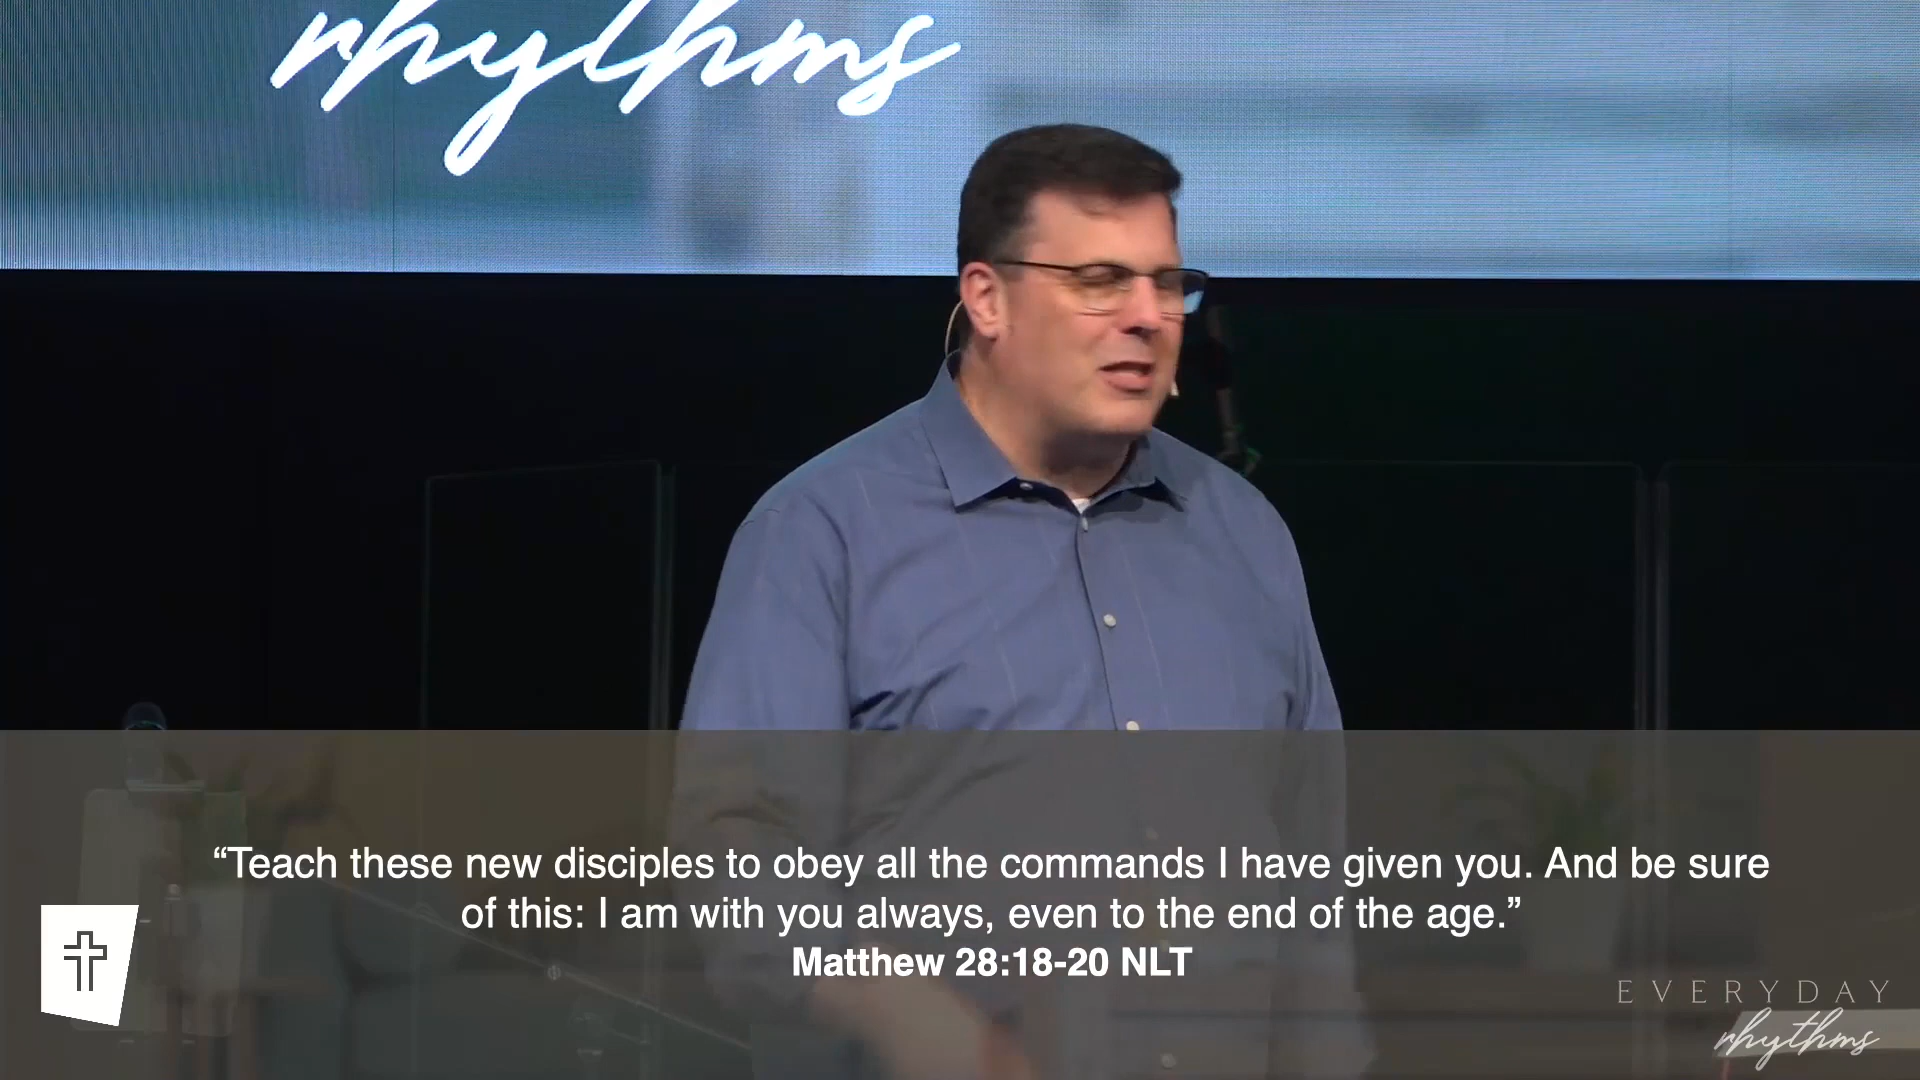 rhythms
“Teach these new disciples to obey all the commands I have given you. And be sure
of this: I am with you always, even to the end of the age.”
Matthew 28:18-20 NLT
EVERYDAY
rhythms